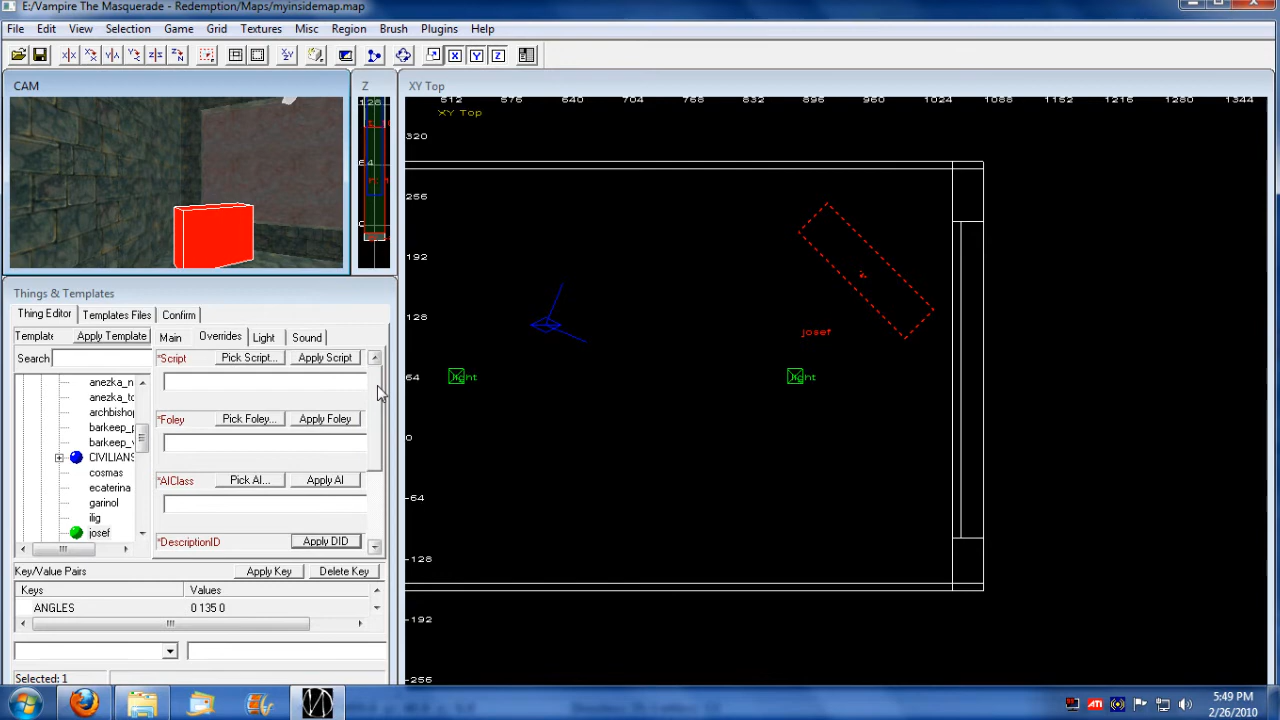 E:/Vampire The Masquerade - Redemption/Maps/myinsidemap.map
File Edit View Selection Game Grid Textures Misc Region Brush Plugins Help
CAM Z XY Top
512 576 640 704 768 832 896 960 1024 1088 1152 1216 1280 1344
XY Top
320
256
192
128
64
0
-64
-128
-192
-256
josef
light light
Things & Templates
Thing Editor Templates Files Confirm
Template Apply Template Main Overrides Light Sound
Search
*Script Pick Script... Apply Script
anezka_n
anezka_to
archbishop
barkeep_p
barkeep_v
CIVILIANS
cosmas
ecaterina
garinol
ilig
josef
*Foley Pick Foley... Apply Foley
*AIClass Pick AI... Apply AI
*DescriptionID Apply DID
Key/Value Pairs Apply Key Delete Key
Keys Values
ANGLES 0 135 0
Selected: 1
5:49 PM
2/26/2010